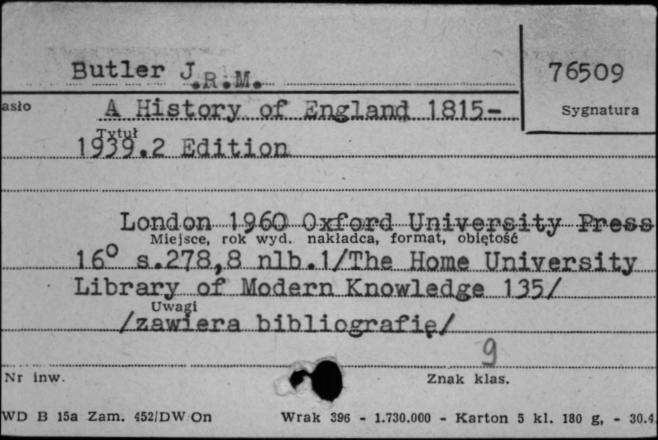 Butler J.R.M.
76509
asło
Sygnatura
A History of England 1815-
Tytuł
1939.2 Edition
London 1960 Oxford University Press
Miejsce, rok wyd. nakładca, format, objętość
16° s.278,8 nlb.1/The Home University
Library of Modern Knowledge 135/
Uwagi
/zawiera bibliografię/
9
Nr inw.
Znak klas.
WD B 15a Zam. 452/DW/On Wrak 396 - 1.730.000 - Karton 5 kl. 180 g, - 30.4